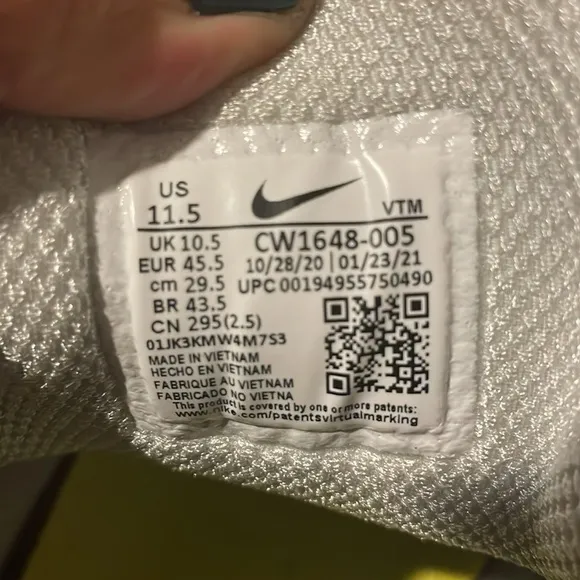 US
11.5
VTM
UK 10.5
EUR 45.5
cm 29.5
BR 43.5
CN 295(2.5)
CW1648-005
10/28/20 | 01/23/21
UPC 00194955750490
01JK3KMW4M7S3
MADE IN VIETNAM
HECHO EN VIETNAM
FABRIQUE AU VIETNAM
FABRICADO NO VIETNA
This product is covered by one or more patents:
www.nike.com/patentsvirtualmarking